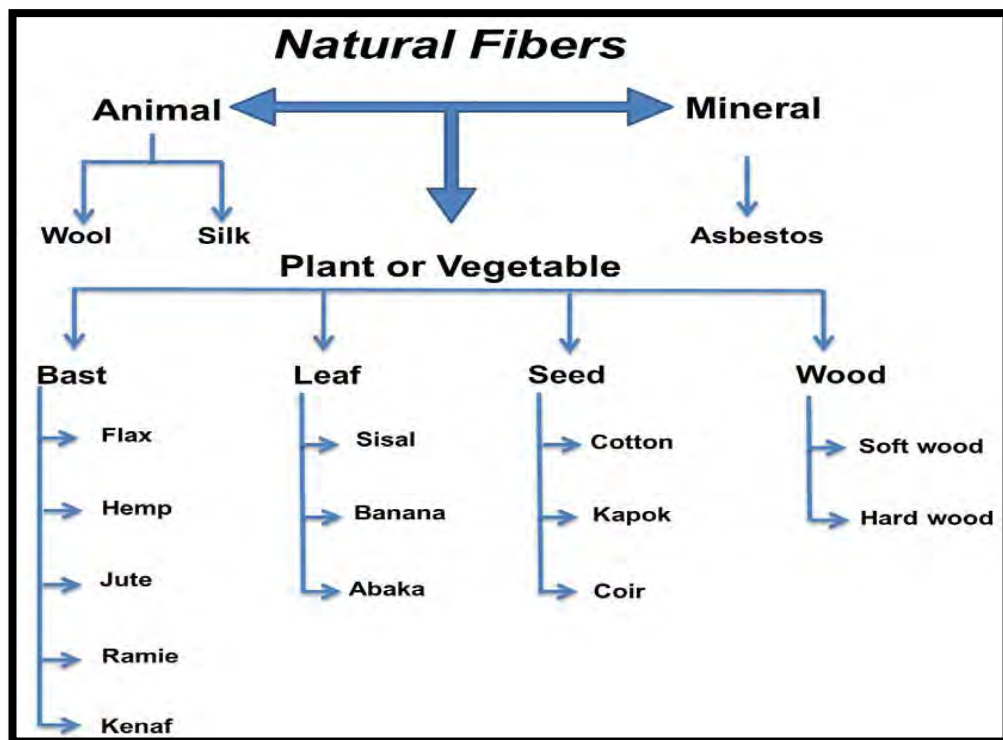 Natural Fibers
Animal
Mineral
Wool
Silk
Asbestos
Plant or Vegetable
Bast
Leaf
Seed
Wood
Flax
Hemp
Jute
Ramie
Kenaf
Sisal
Banana
Abaka
Cotton
Kapok
Coir
Soft wood
Hard wood